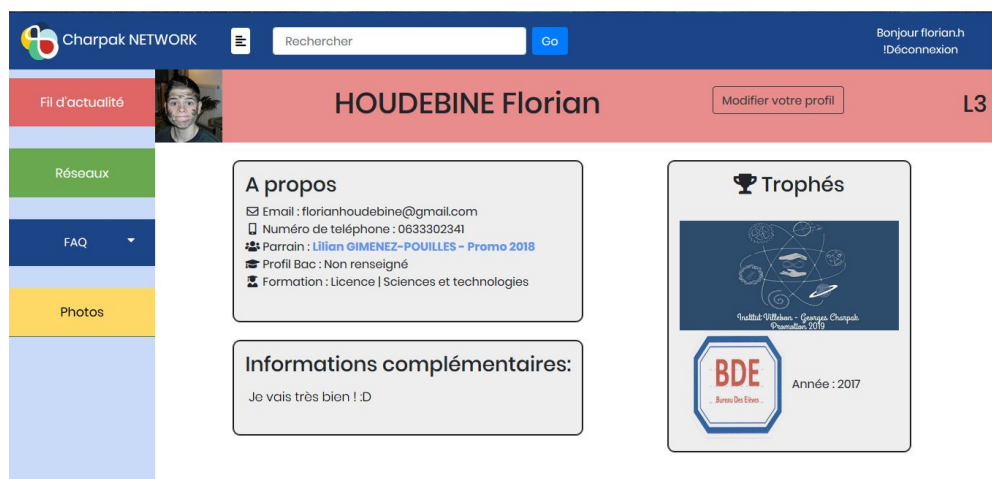 Charpak NETWORK
Rechercher
Go
Bonjour florian.h
!Déconnexion
Fil d'actualité
HOUDEBINE Florian
Modifier votre profil
L3
Réseaux
FAQ
Photos
A propos
Email : florianhoudebine@gmail.com
Numéro de teléphone : 0633302341
Parrain : Lilian GIMENEZ-POUILLES - Promo 2018
Profil Bac : Non renseigné
Formation : Licence | Sciences et technologies
Informations complémentaires:
Je vais très bien ! :D
Trophés
Institut Villebon - Georges Charpak
Promotion 2019
BDE
Bureau Des Elèves
Année : 2017